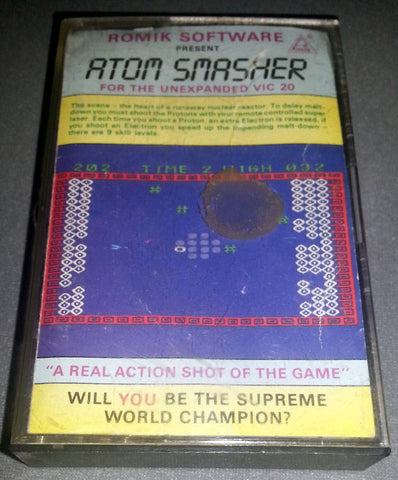 ROMIK SOFTWARE
PRESENT
ATOM SMASHER
FOR THE UNEXPANDED VIC 20
The scene – the heart of a runaway nuclear reactor. To delay melt-
down you must shoot the Protons with your remote controlled super
laser. Each time you shoot a Proton, an extra Electron is released, if
you shoot an Electron you speed up the impending melt-down –
there are 9 skill levels.
202 TIME 2 HIGH 032
"A REAL ACTION SHOT OF THE GAME"
WILL YOU BE THE SUPREME
WORLD CHAMPION?